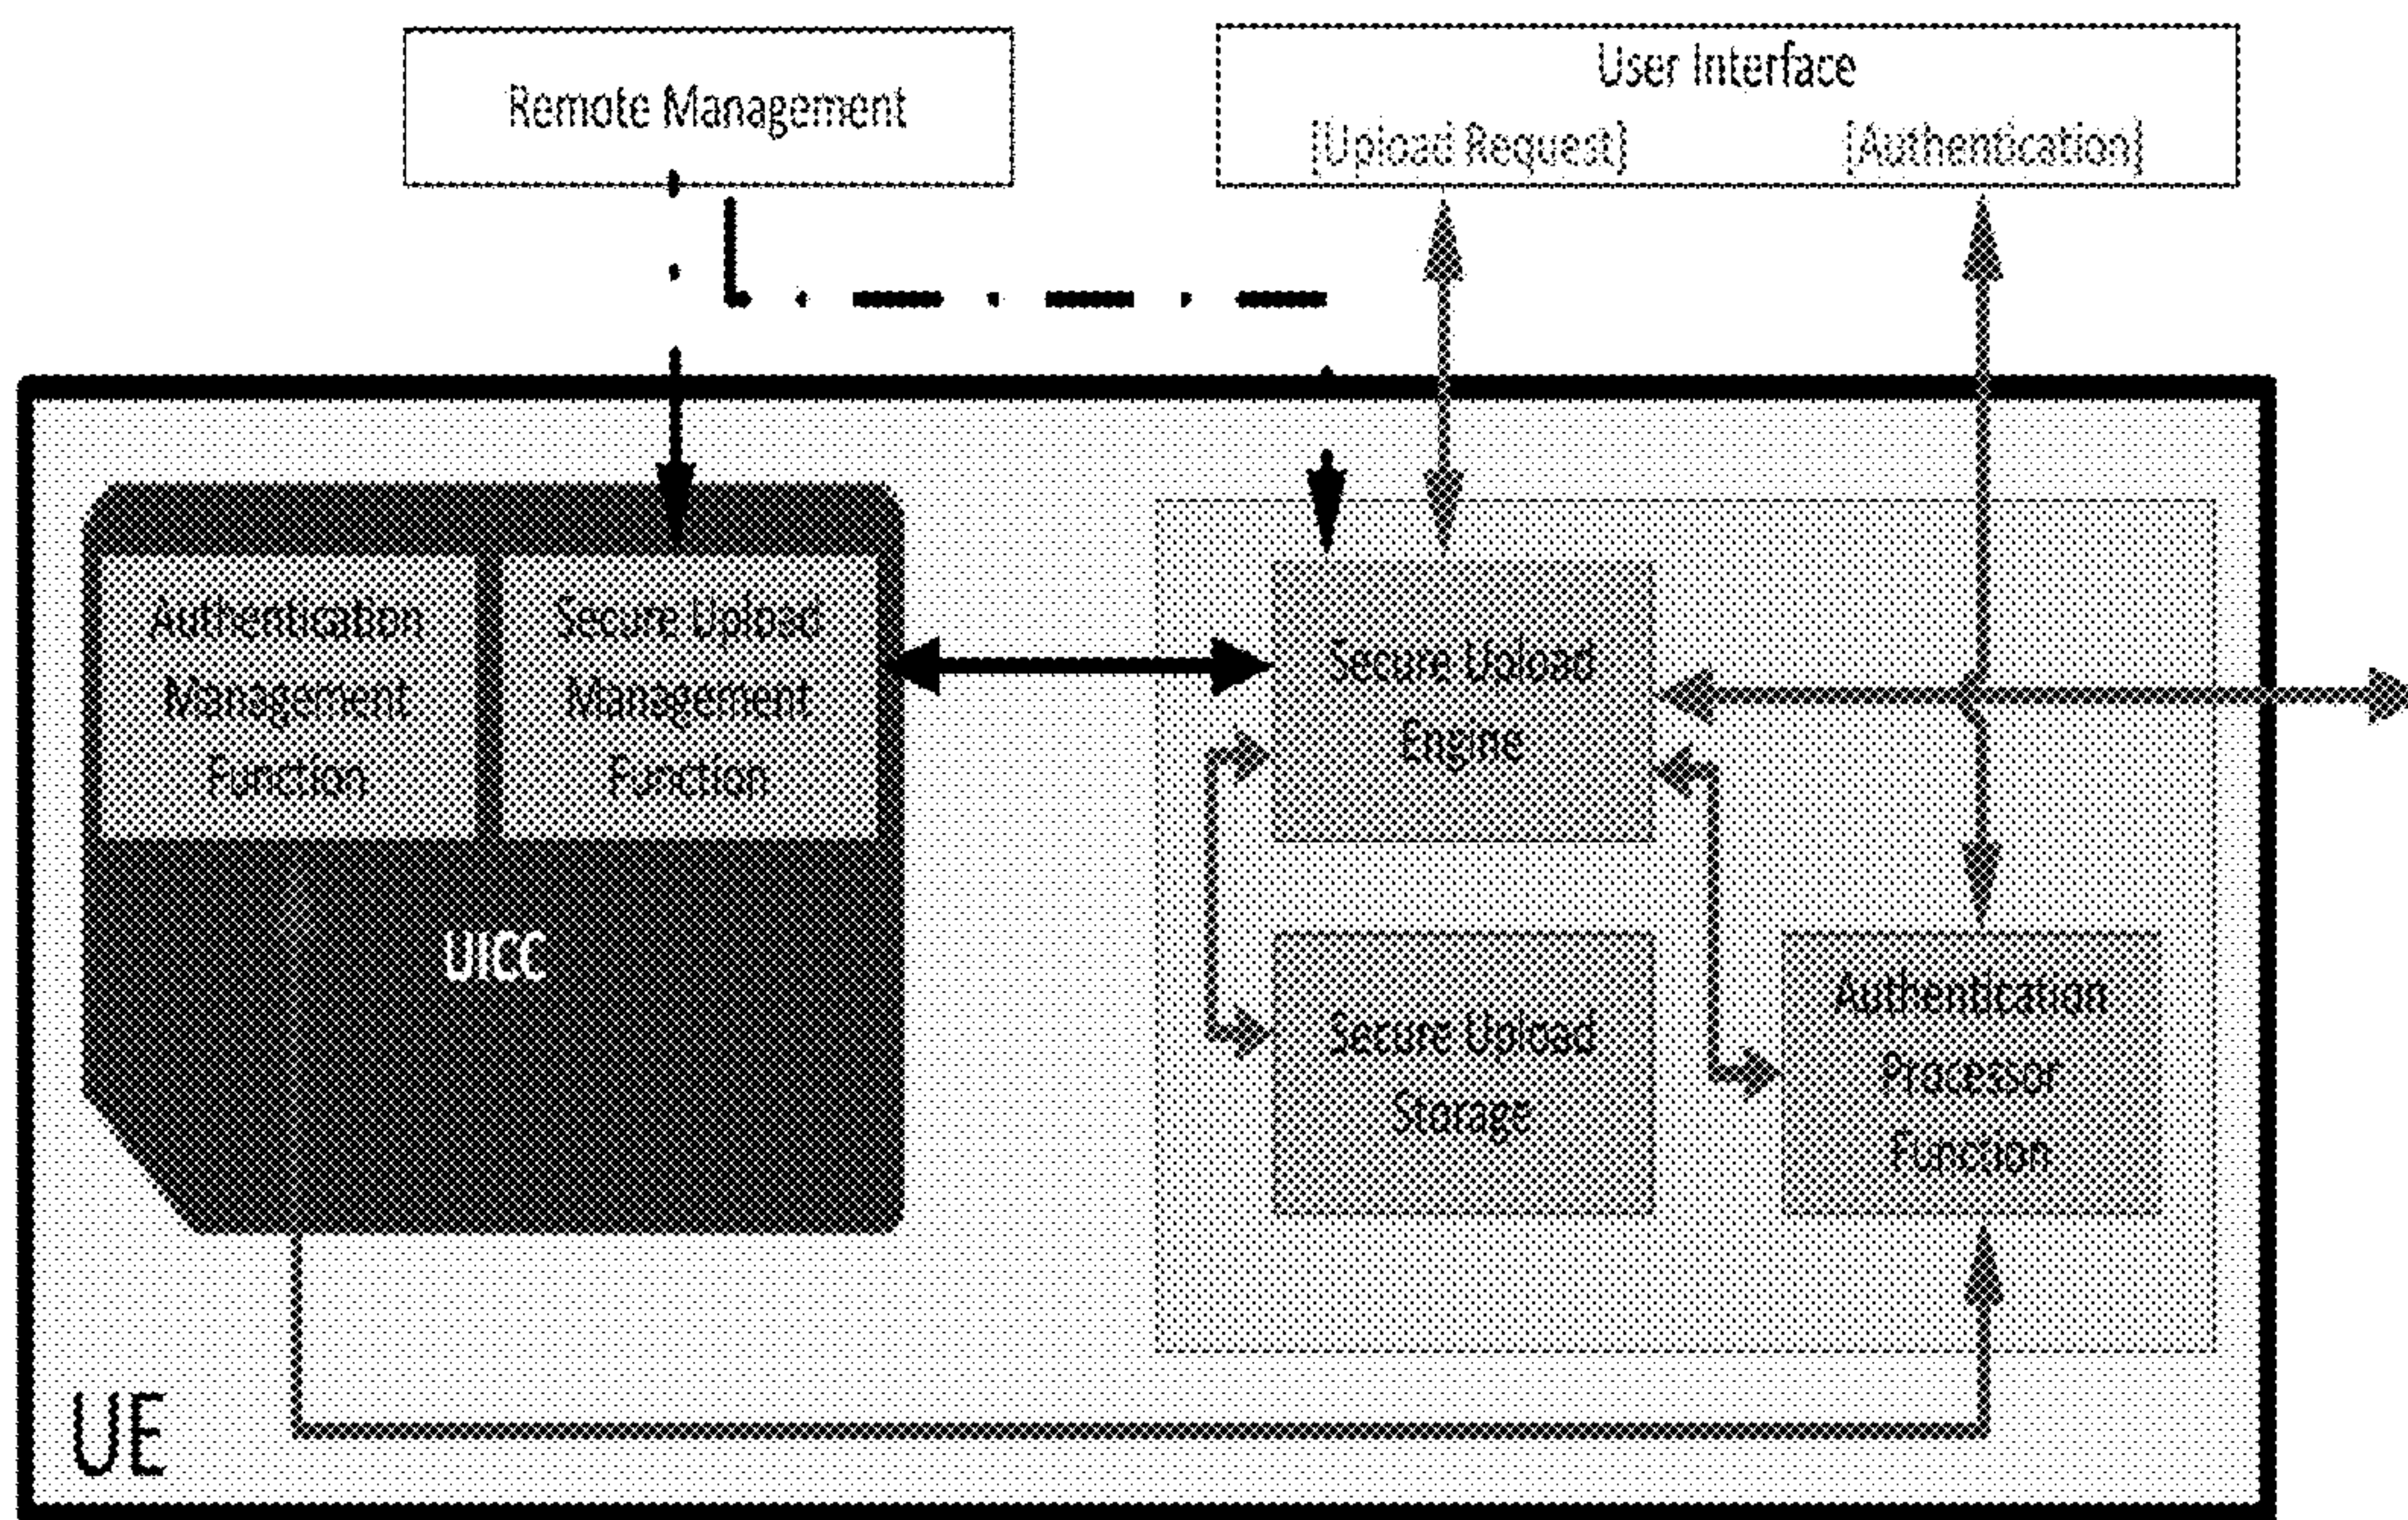 Remote Management
User Interface
[Upload Request]
[Authentication]
Authentication
Management
Function
Secure Upload
Management
Function
UICC
Secure Upload
Engine
Secure Upload
Storage
Authentication
Processor
Function
UE